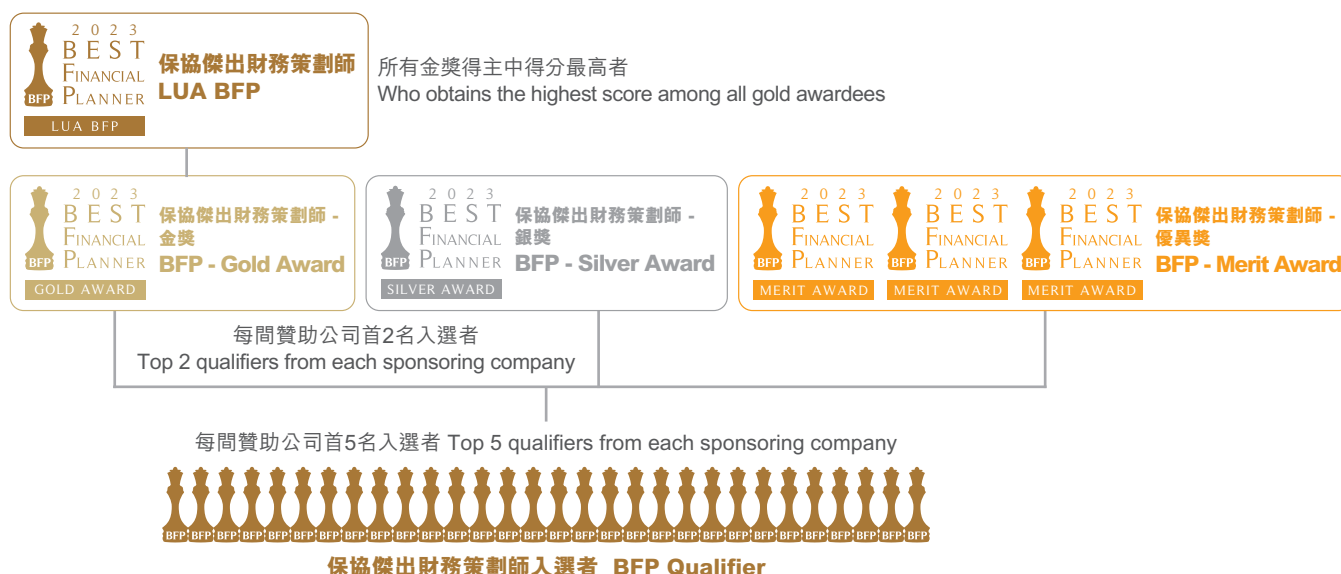 2023
BEST
FINANCIAL
PLANNER
BFP
LUA BFP
保協傑出財務策劃師
LUA BFP
所有金獎得主中得分最高者
Who obtains the highest score among all gold awardees
2023
BEST
FINANCIAL
PLANNER
BFP
GOLD AWARD
保協傑出財務策劃師 -
金獎
BFP - Gold Award
2023
BEST
FINANCIAL
PLANNER
BFP
SILVER AWARD
保協傑出財務策劃師 -
銀獎
BFP - Silver Award
2023
BEST
FINANCIAL
PLANNER
BFP
MERIT AWARD
2023
BEST
FINANCIAL
PLANNER
BFP
MERIT AWARD
2023
BEST
FINANCIAL
PLANNER
BFP
MERIT AWARD
保協傑出財務策劃師 -
優異獎
BFP - Merit Award
每間贊助公司首2名入選者
Top 2 qualifiers from each sponsoring company
每間贊助公司首5名入選者 Top 5 qualifiers from each sponsoring company
BFP BFP BFP BFP BFP BFP BFP BFP BFP BFP BFP BFP BFP BFP BFP BFP BFP BFP BFP BFP BFP BFP BFP BFP BFP BFP BFP BFP BFP BFP
保協傑出財務策劃師入選者 BFP Qualifier